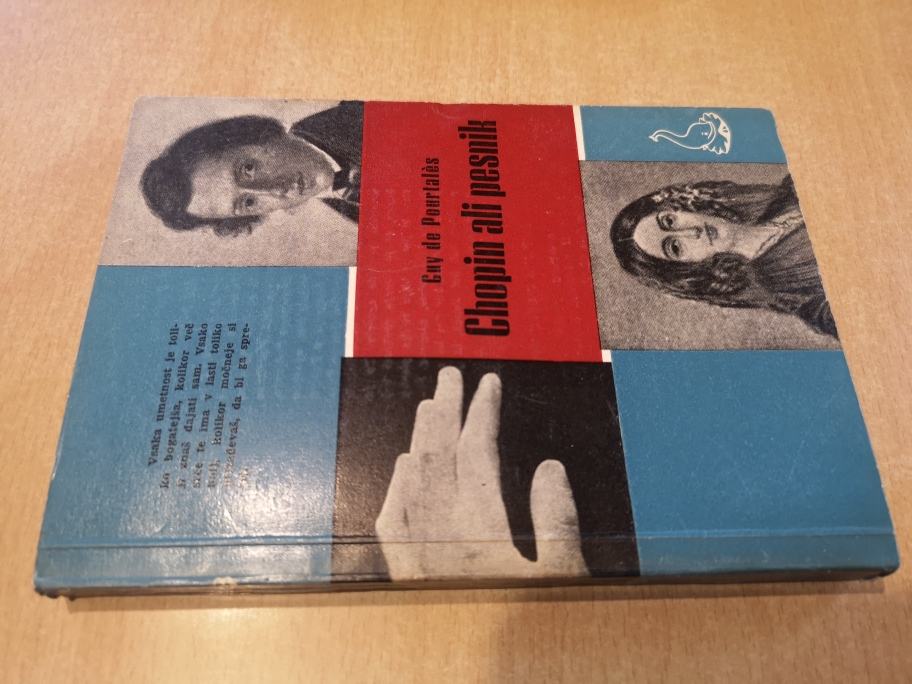 Guy de Pourtalès
Chopin ali pesnik
Vsaka umetnost je toli-
ko bogatejša, kolikor več
ji znaš dajati sam. Vsako
srce te ima v lasti toliko
bolj, kolikor močneje si
prizadevaš, da bi ga spre-